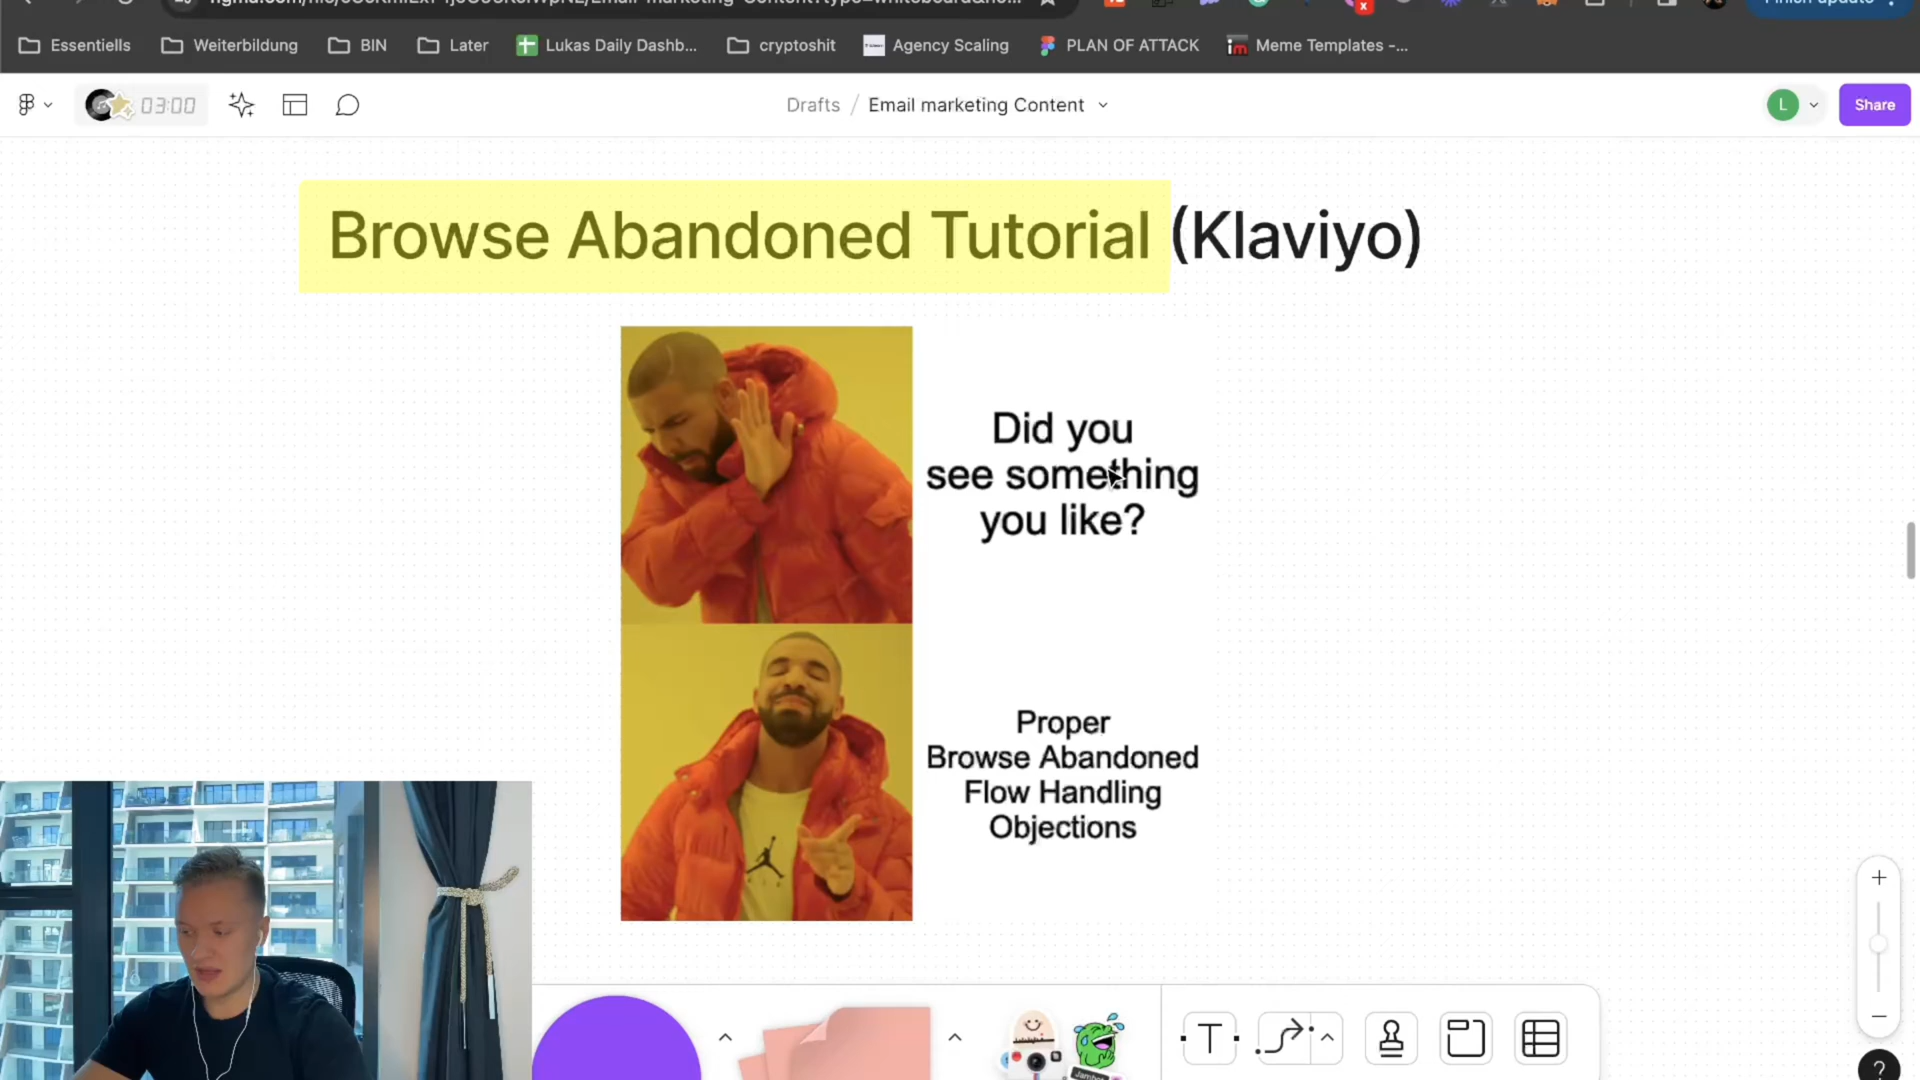 Essentiells
Weiterbildung
BIN
Later
Lukas Daily Dashb...
cryptoshit
Agency Scaling
PLAN OF ATTACK
Meme Templates -...
03:00
Drafts / Email marketing Content
L
Share
Browse Abandoned Tutorial (Klaviyo)
Did you
see something
you like?
Proper
Browse Abandoned
Flow Handling
Objections